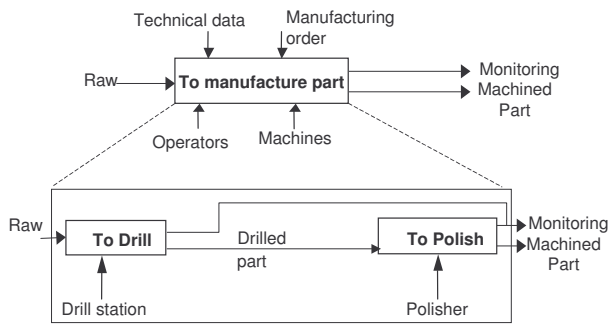 Technical data
Manufacturing
order
Raw
To manufacture part
Monitoring
Machined
Part
Operators
Machines
Raw
To Drill
Drilled
part
To Polish
Monitoring
Machined
Part
Drill station
Polisher